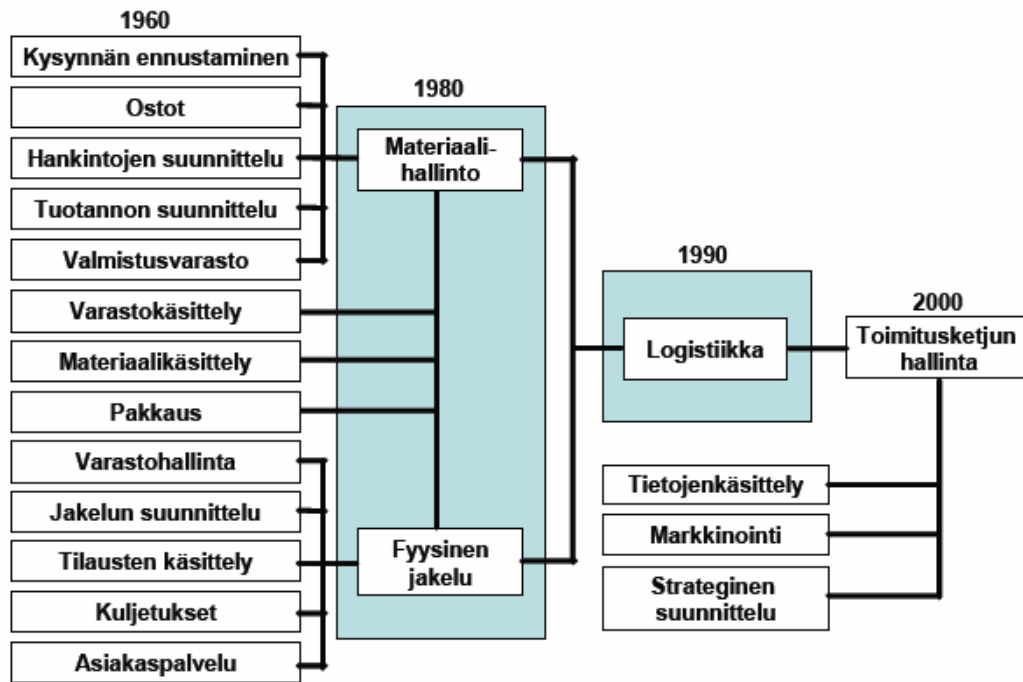 1960
Kysynnän ennustaminen
Ostot
Hankintojen suunnittelu
Tuotannon suunnittelu
Valmistusvarasto
Varastokäsittely
Materiaalikäsittely
Pakkaus
Varastohallinta
Jakelun suunnittelu
Tilausten käsittely
Kuljetukset
Asiakaspalvelu
1980
Materiaali-
hallinto
Fyysinen
jakelu
1990
Logistiikka
2000
Toimitusketjun
hallinta
Tietojenkäsittely
Markkinointi
Strateginen
suunnittelu